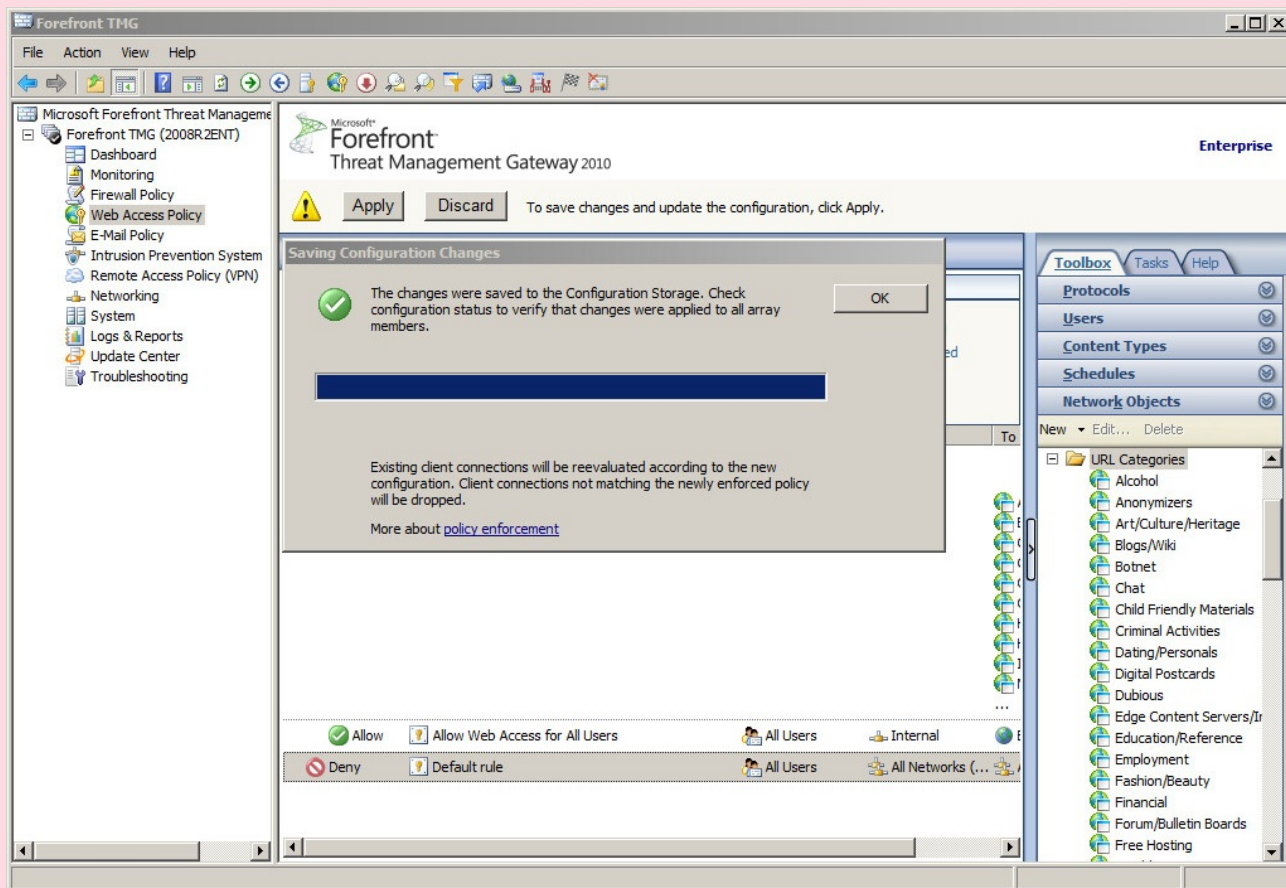 Forefront TMG
File Action View Help
Microsoft Forefront Threat Manageme
Forefront TMG (2008R2ENT)
Dashboard
Monitoring
Firewall Policy
Web Access Policy
E-Mail Policy
Intrusion Prevention System
Remote Access Policy (VPN)
Networking
System
Logs & Reports
Update Center
Troubleshooting
Microsoft®
Forefront™
Threat Management Gateway 2010
Enterprise
Apply Discard To save changes and update the configuration, click Apply.
Saving Configuration Changes
The changes were saved to the Configuration Storage. Check
configuration status to verify that changes were applied to all array
members.
OK
Existing client connections will be reevaluated according to the new
configuration. Client connections not matching the newly enforced policy
will be dropped.
More about policy enforcement
ed
To
...
Allow Allow Web Access for All Users All Users Internal
Deny Default rule All Users All Networks (...
Toolbox Tasks Help
Protocols
Users
Content Types
Schedules
Network Objects
New Edit... Delete
URL Categories
Alcohol
Anonymizers
Art/Culture/Heritage
Blogs/Wiki
Botnet
Chat
Child Friendly Materials
Criminal Activities
Dating/Personals
Digital Postcards
Dubious
Edge Content Servers/Ir
Education/Reference
Employment
Fashion/Beauty
Financial
Forum/Bulletin Boards
Free Hosting